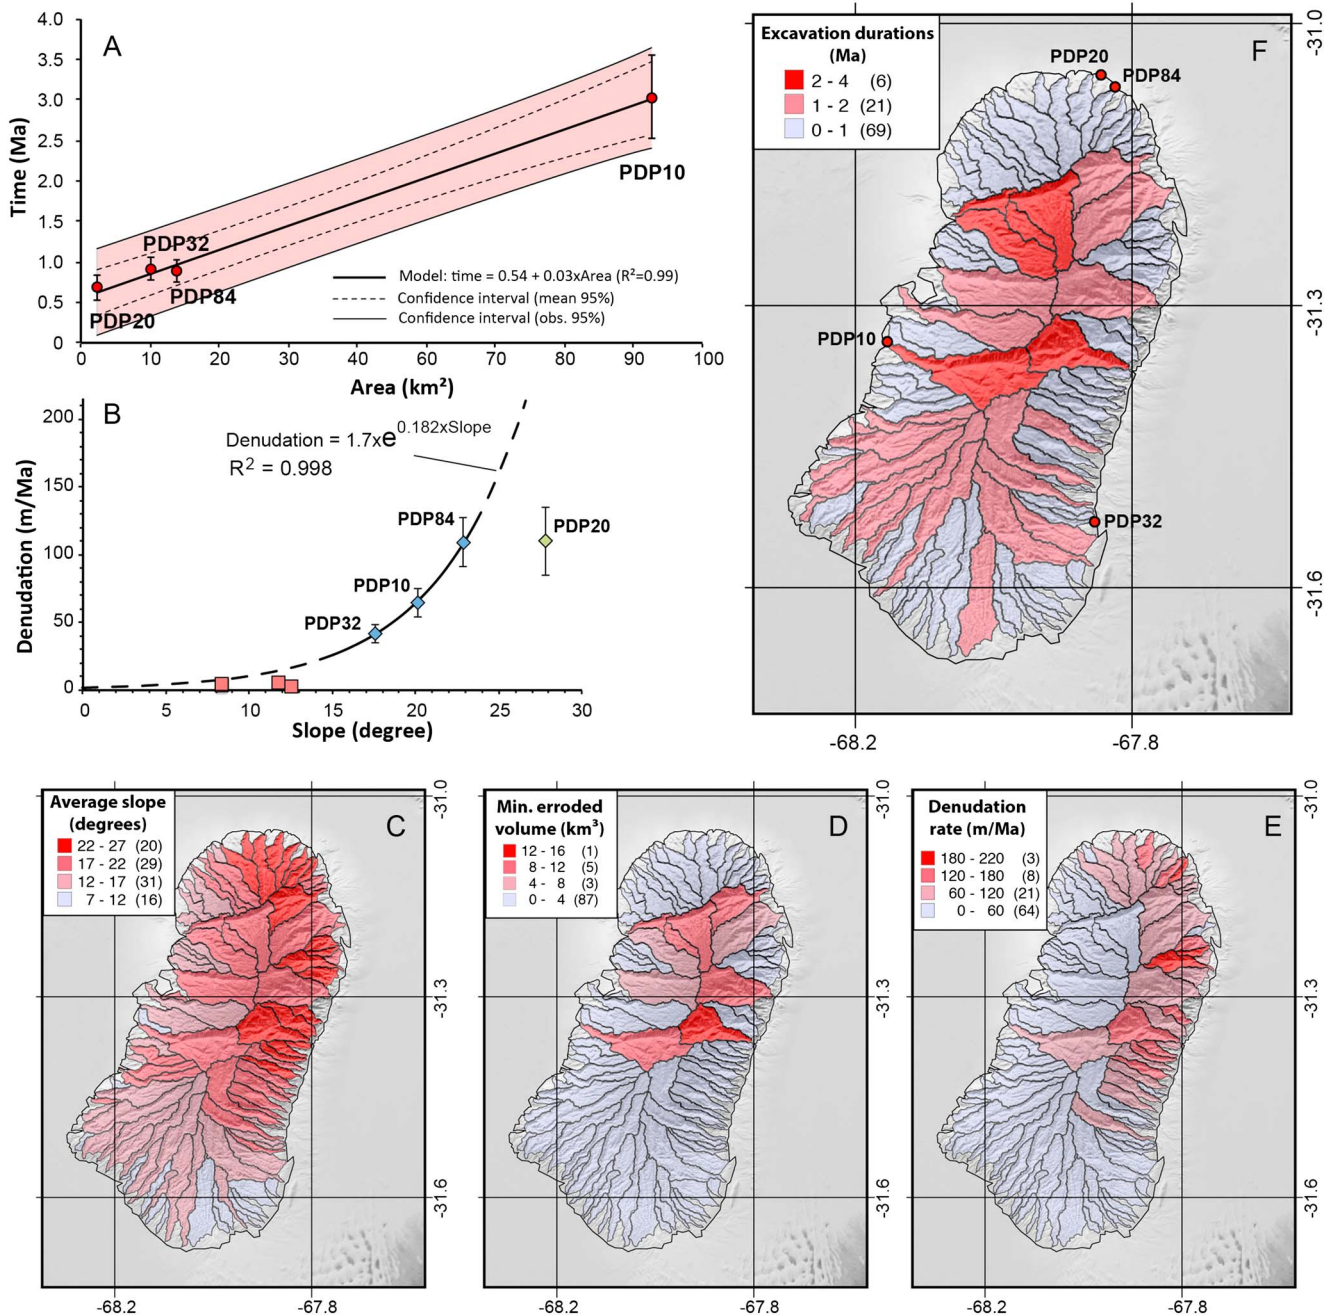 A
Time (Ma)
4.0
3.5
3.0
2.5
2.0
1.5
1.0
0.5
0
PDP32
PDP84
PDP20
PDP10
Model: time = 0.54 + 0.03xArea (R²=0.99)
Confidence interval (mean 95%)
Confidence interval (obs. 95%)
0 10 20 30 40 50 60 70 80 90 100
Area (km²)
B
Denudation (m/Ma)
200
150
100
50
0
Denudation = 1.7xe^0.182xSlope
R² = 0.998
PDP84
PDP20
PDP10
PDP32
0 5 10 15 20 25 30
Slope (degree)
F
Excavation durations
(Ma)
2 - 4 (6)
1 - 2 (21)
0 - 1 (69)
PDP20
PDP84
PDP10
PDP32
-31.0
-31.3
-31.6
-68.2 -67.8
C
Average slope
(degrees)
22 - 27 (20)
17 - 22 (29)
12 - 17 (31)
7 - 12 (16)
-31.0
-31.3
-31.6
-68.2 -67.8
D
Min. erroded
volume (km³)
12 - 16 (1)
8 - 12 (5)
4 - 8 (3)
0 - 4 (87)
-31.0
-31.3
-31.6
-68.2 -67.8
E
Denudation
rate (m/Ma)
180 - 220 (3)
120 - 180 (8)
60 - 120 (21)
0 - 60 (64)
-31.0
-31.3
-31.6
-68.2 -67.8